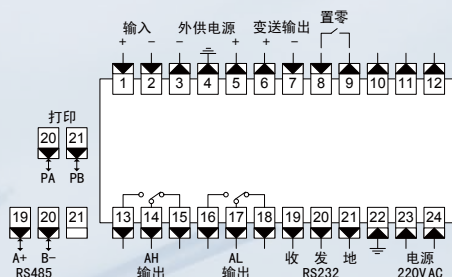 输入 外供电源 变送输出 置零
+ − − + + −
1 2 3 4 5 6 7 8 9 10 11 12
打印
20 21
PA PB
19 20 21 13 14 15 16 17 18 19 20 21 22 23 24
A+ B- AH AL 收 发 地 电源
RS485 输出 输出 RS232 220VAC